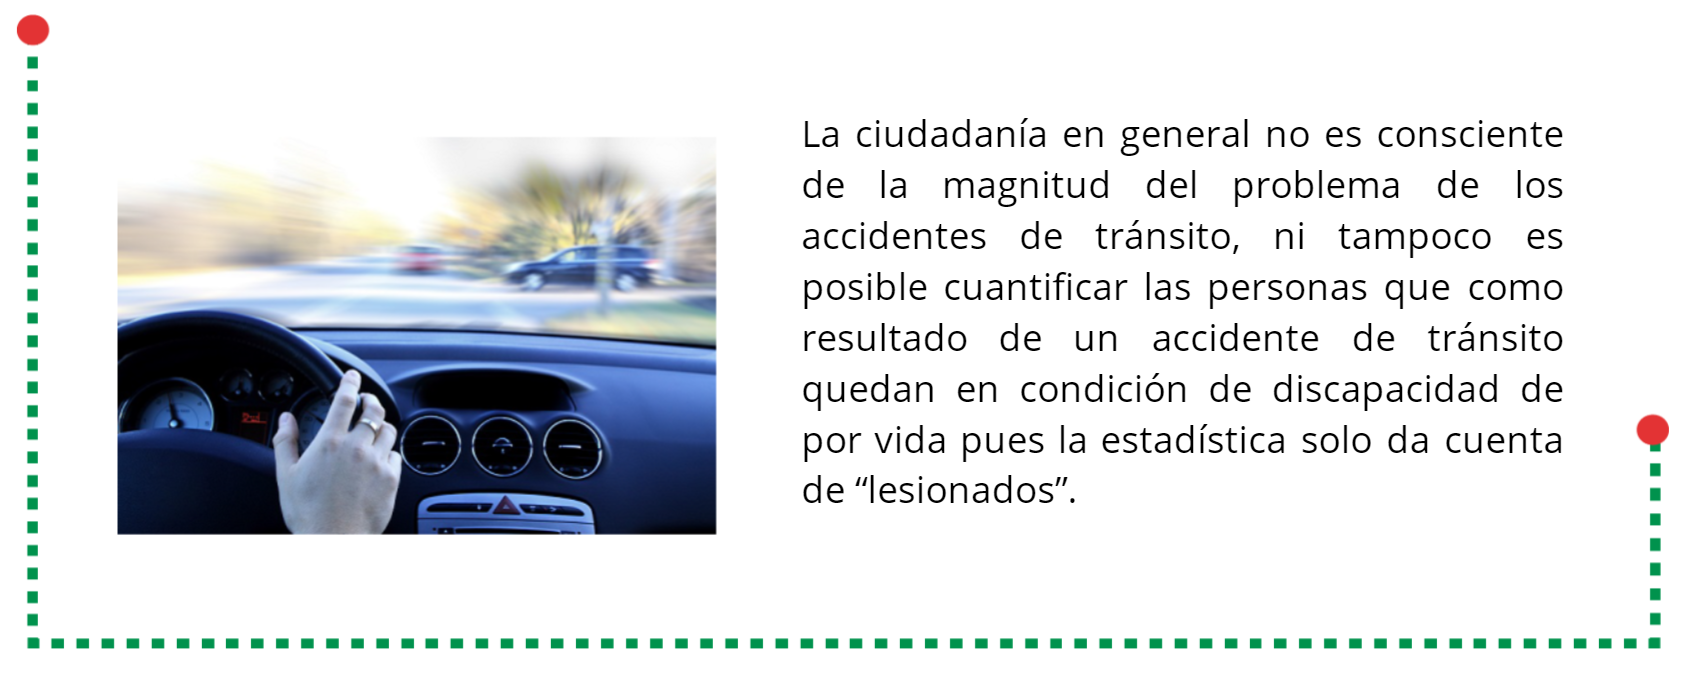 La ciudadanía en general no es consciente
de la magnitud del problema de los
accidentes de tránsito, ni tampoco es
posible cuantificar las personas que como
resultado de un accidente de tránsito
quedan en condición de discapacidad de
por vida pues la estadística solo da cuenta
de “lesionados”.